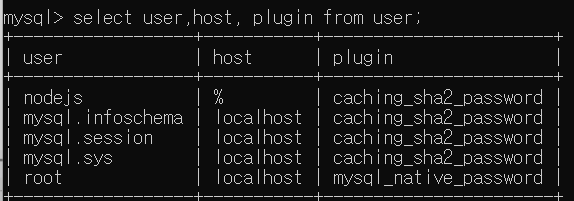 mysql> select user,host, plugin from user;
+------------------+-----------+-----------------------+
| user             | host      | plugin                |
+------------------+-----------+-----------------------+
| nodejs           | %         | caching_sha2_password |
| mysql.infoschema | localhost | caching_sha2_password |
| mysql.session    | localhost | caching_sha2_password |
| mysql.sys        | localhost | caching_sha2_password |
| root             | localhost | mysql_native_password |
+------------------+-----------+-----------------------+